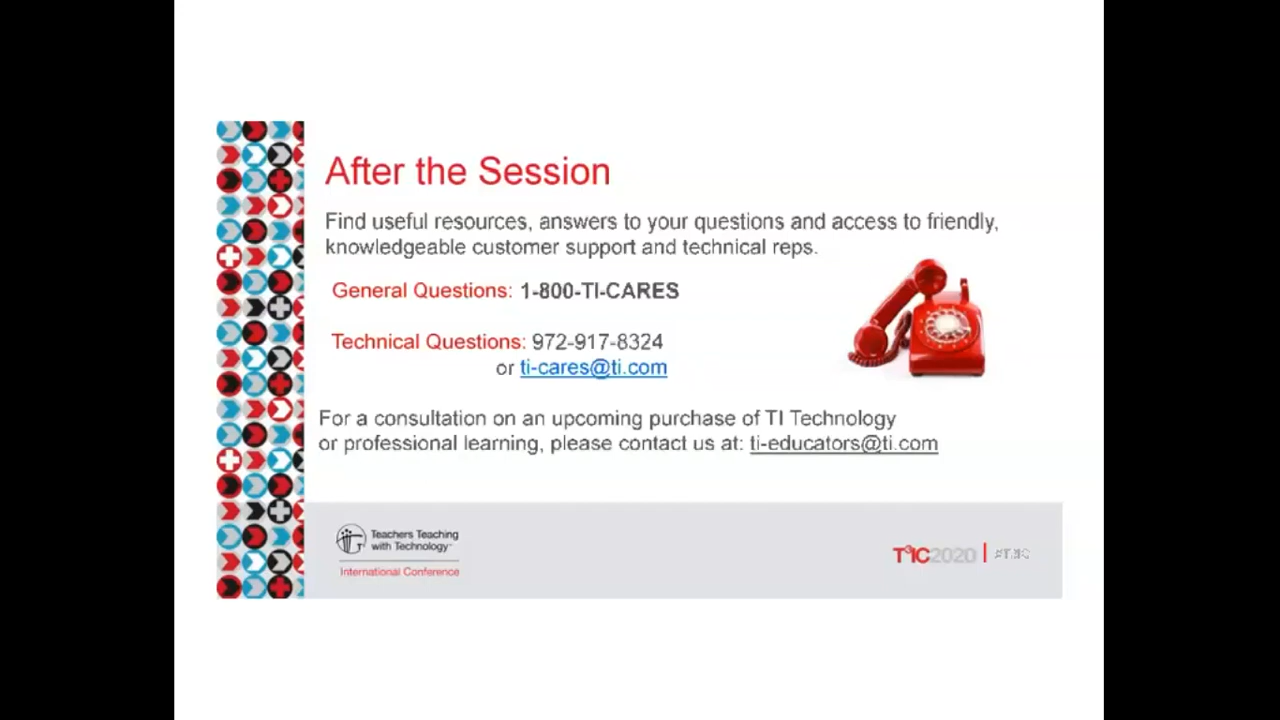 After the Session
Find useful resources, answers to your questions and access to friendly,
knowledgeable customer support and technical reps.
General Questions: 1-800-TI-CARES
Technical Questions: 972-917-8324
or ti-cares@ti.com
For a consultation on an upcoming purchase of TI Technology
or professional learning, please contact us at: ti-educators@ti.com
Teachers Teaching
with Technology™
International Conference
T³IC2020